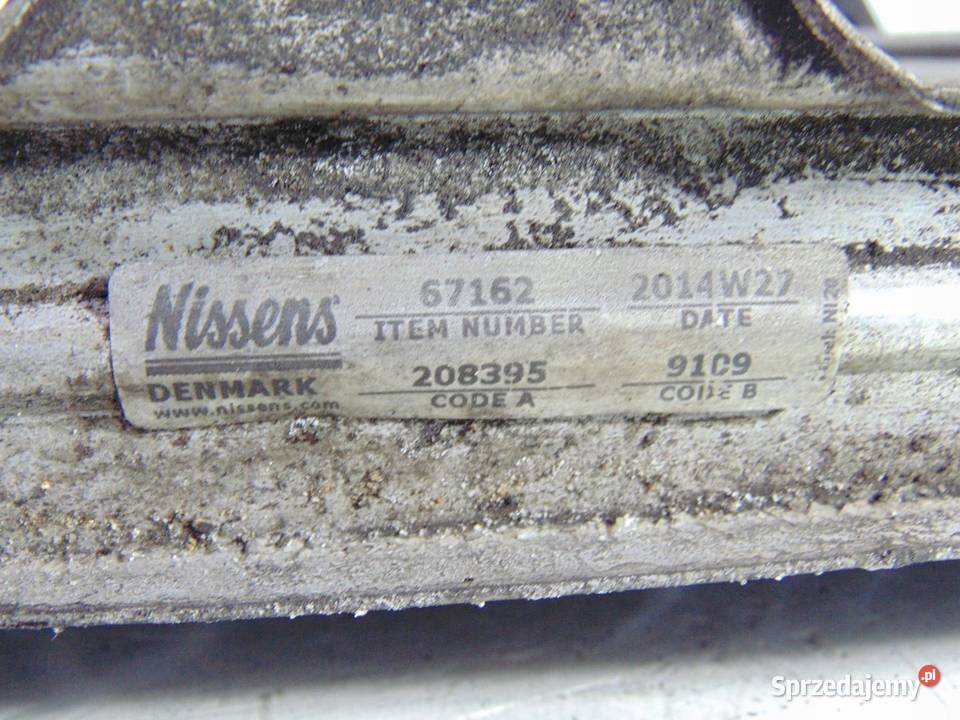 Nissens
DENMARK
www.nissens.com
67162
ITEM NUMBER
208395
CODE A
2014W27
DATE
9109
CODE B
Sprzedajemy.pl